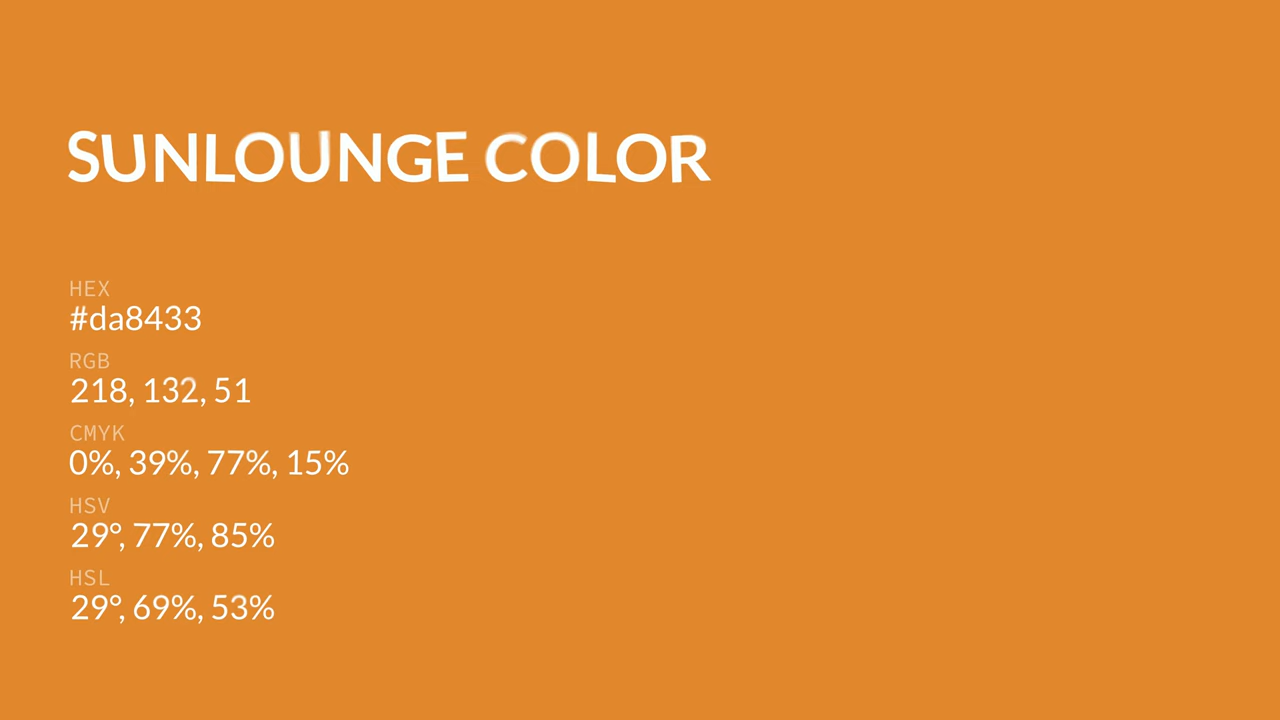 SUNLOUNGE COLOR
HEX
#da8433
RGB
218, 132, 51
CMYK
0%, 39%, 77%, 15%
HSV
29°, 77%, 85%
HSL
29°, 69%, 53%